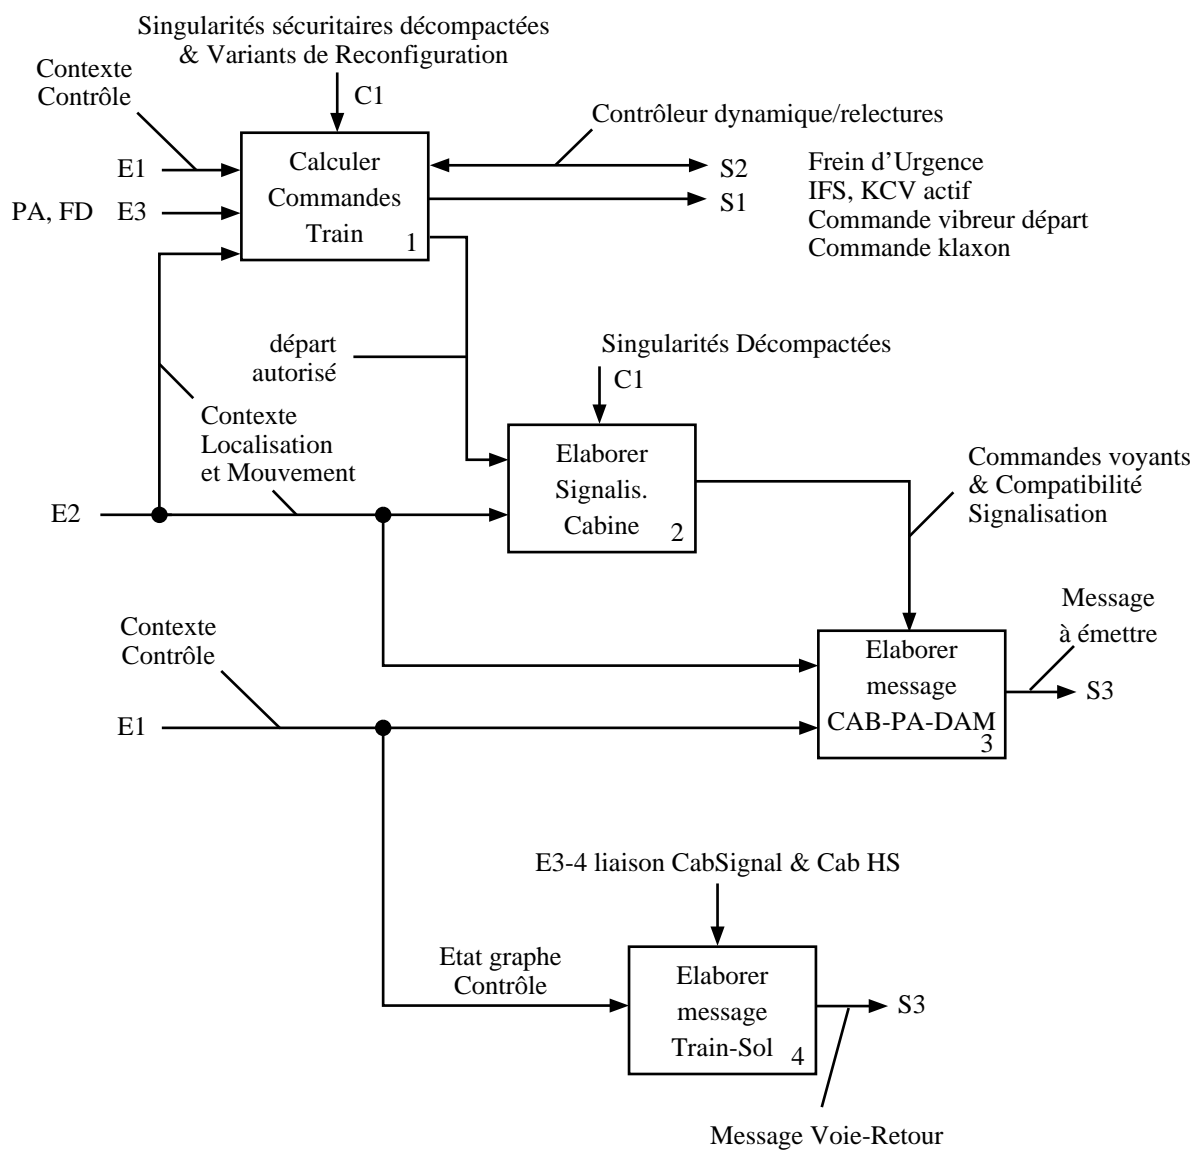 Singularités sécuritaires décompactées
& Variants de Reconfiguration
Contexte
Contrôle
C1
Contrôleur dynamique/relectures
E1
PA, FD E3
Calculer
Commandes
Train
1
S2
S1
Frein d’Urgence
IFS, KCV actif
Commande vibreur départ
Commande klaxon
départ
autorisé
Singularités Décompactées
C1
Contexte
Localisation
et Mouvement
E2
Elaborer
Signalis.
Cabine
2
Commandes voyants
& Compatibilité
Signalisation
Contexte
Contrôle
E1
Message
à émettre
Elaborer
message
CAB-PA-DAM
3
S3
E3-4 liaison CabSignal & Cab HS
Etat graphe
Contrôle
Elaborer
message
Train-Sol
4
S3
Message Voie-Retour